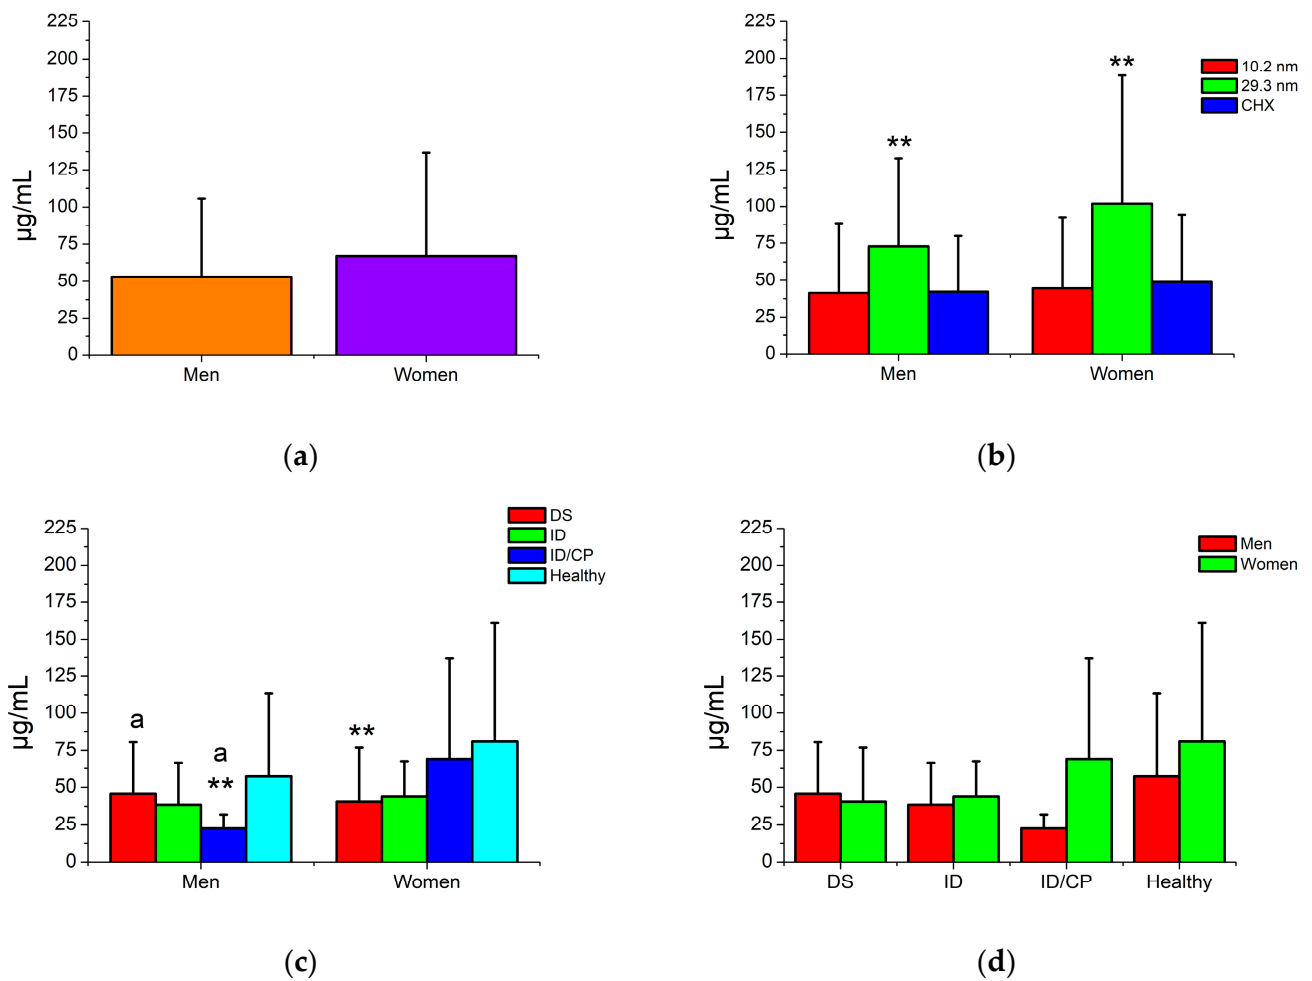 225
200
175
150
125
100
75
50
25
0
µg/mL
Men
Women
(a)
225
200
175
150
125
100
75
50
25
0
µg/mL
**
**
10.2 nm
29.3 nm
CHX
Men
Women
(b)
225
200
175
150
125
100
75
50
25
0
µg/mL
a
a
**
**
DS
ID
ID/CP
Healthy
Men
Women
(c)
225
200
175
150
125
100
75
50
25
0
µg/mL
Men
Women
DS
ID
ID/CP
Healthy
(d)